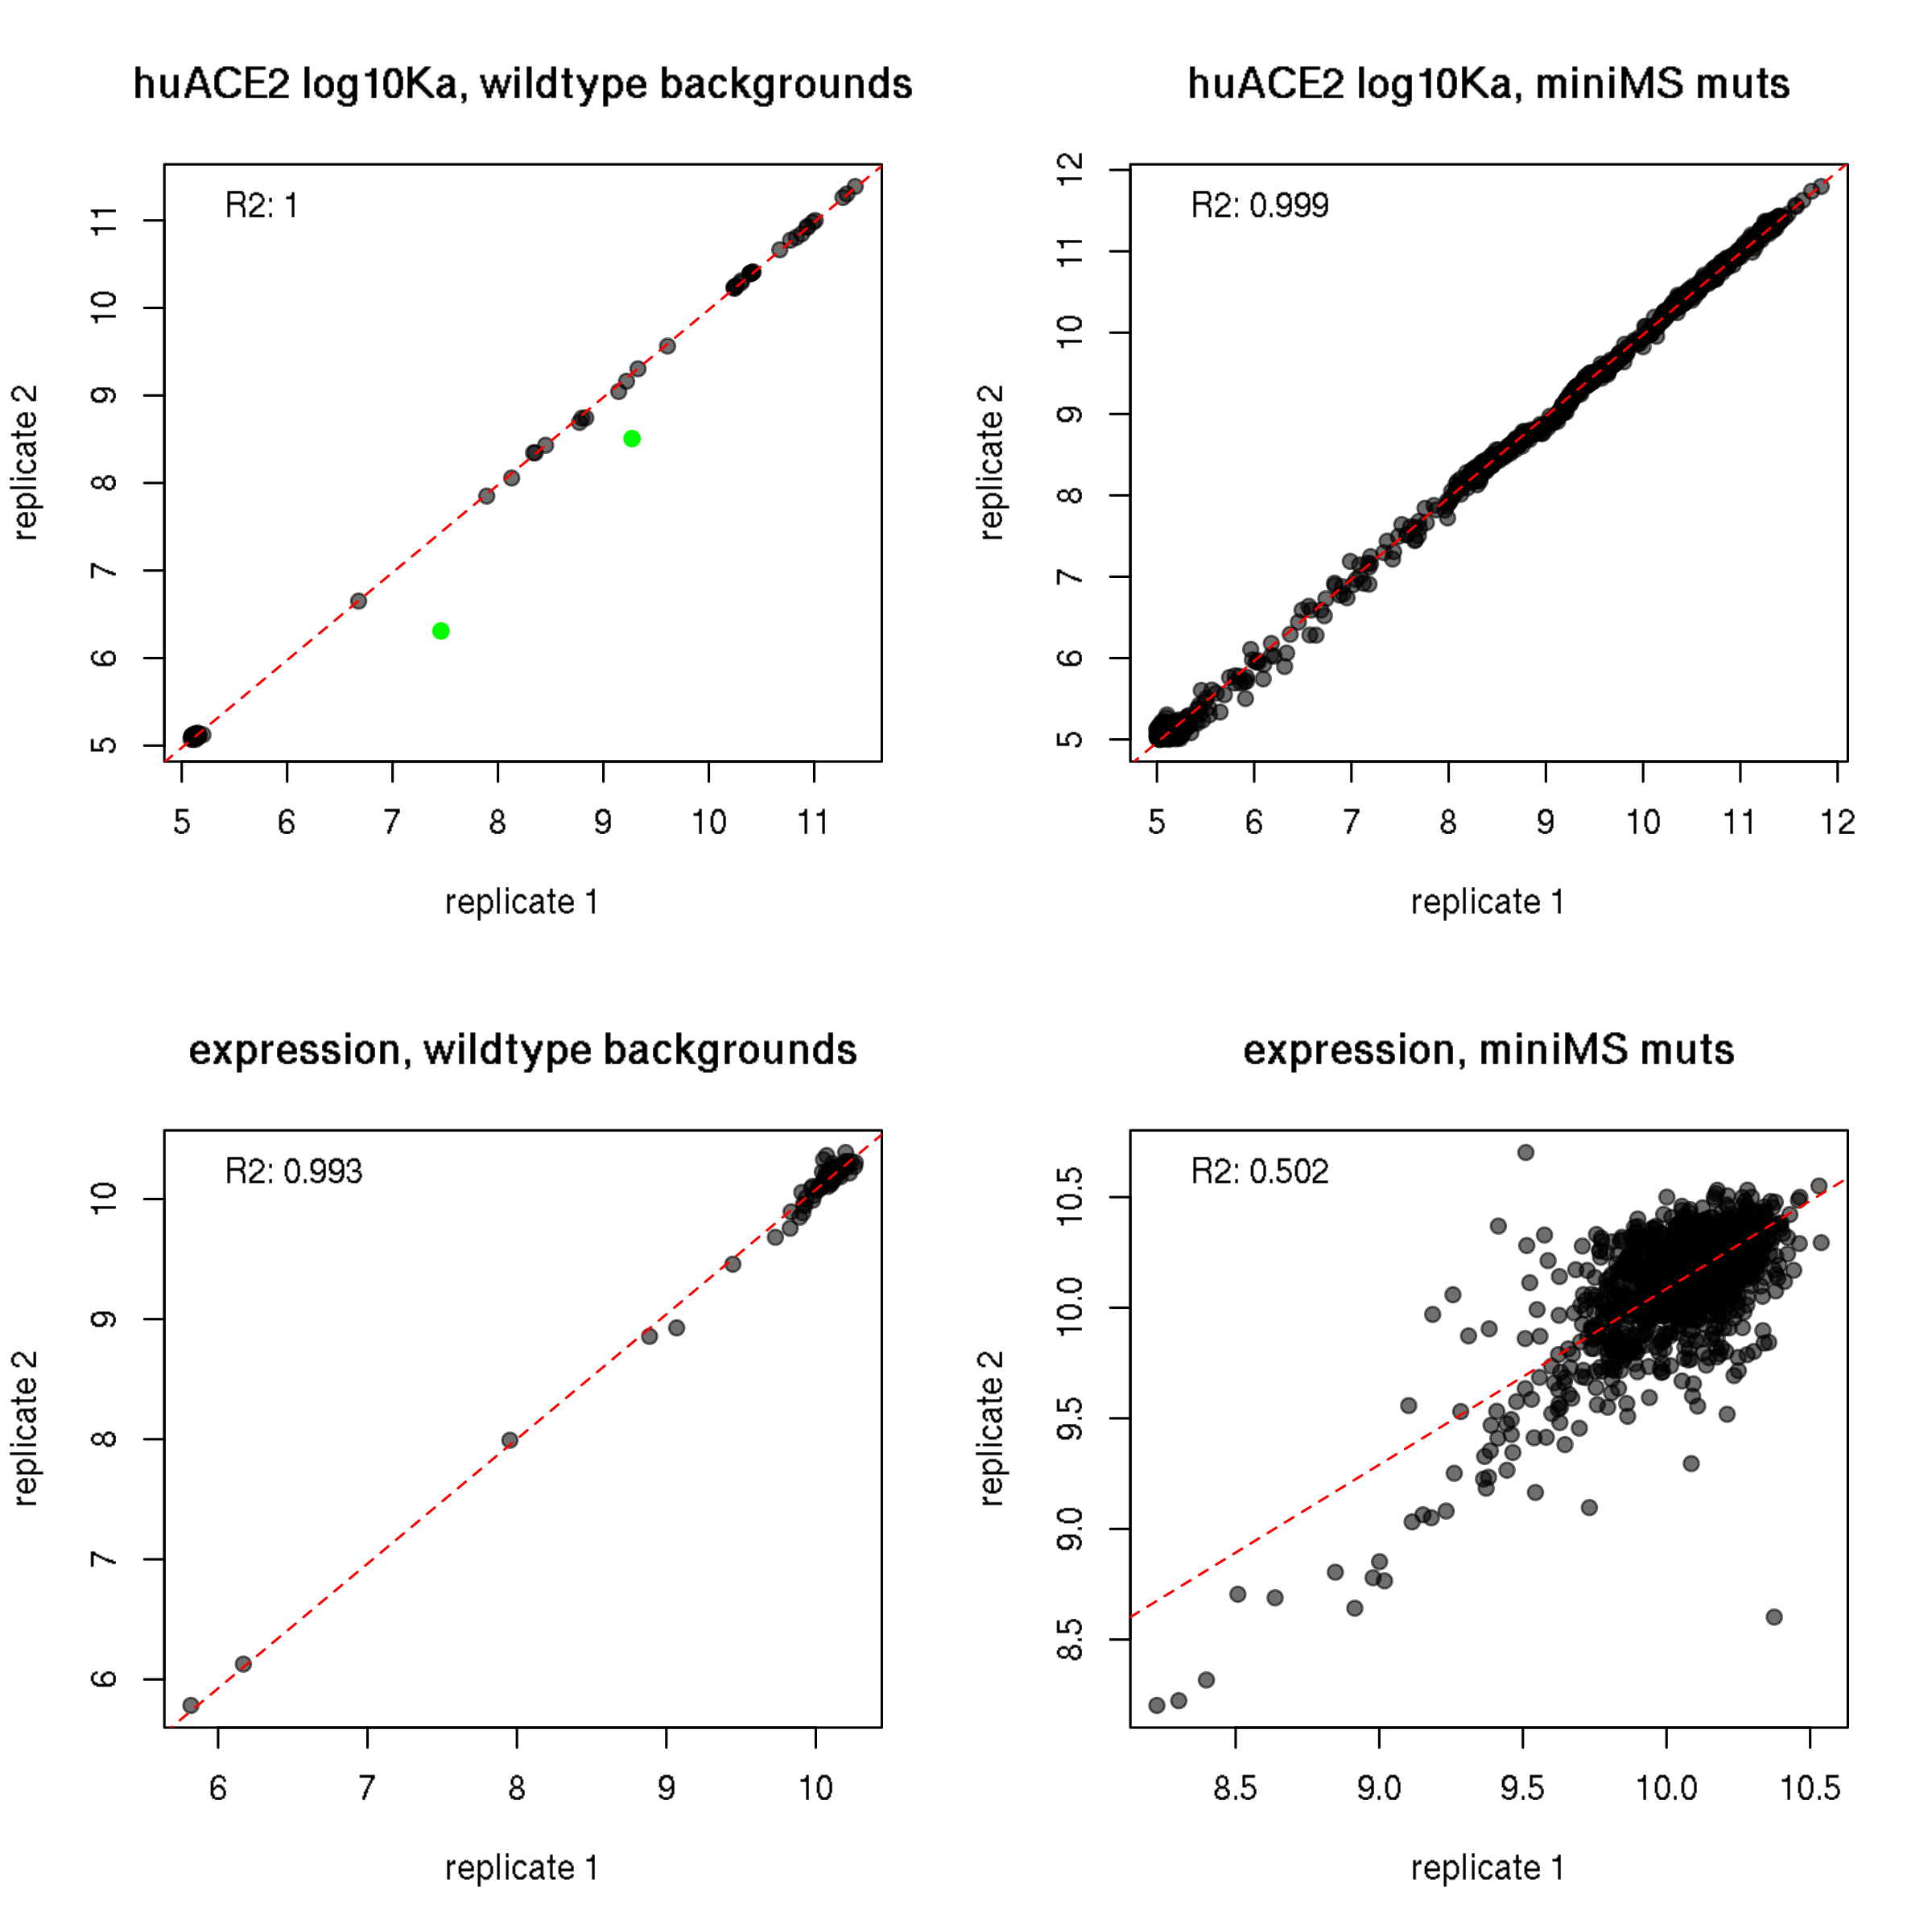 huACE2 log10Ka, wildtype backgrounds
R2: 1
replicate 2
5 6 7 8 9 10 11
5 6 7 8 9 10 11
replicate 1
huACE2 log10Ka, miniMS muts
R2: 0.999
replicate 2
5 6 7 8 9 10 11 12
5 6 7 8 9 10 11 12
replicate 1
expression, wildtype backgrounds
R2: 0.993
replicate 2
6 7 8 9 10
6 7 8 9 10
replicate 1
expression, miniMS muts
R2: 0.502
replicate 2
8.5 9.0 9.5 10.0 10.5
8.5 9.0 9.5 10.0 10.5
replicate 1